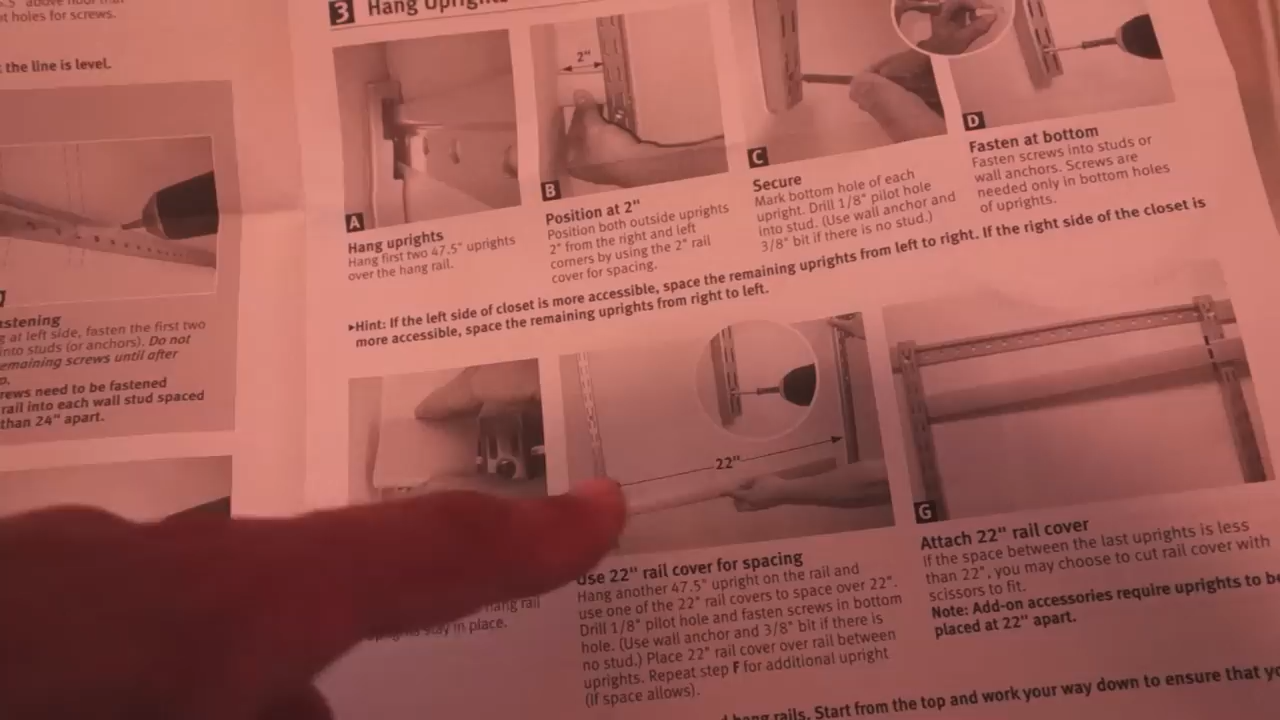 5.5" above floor
t holes for screws.
the line is level.
stening
g at left side, fasten the first two
into studs (or anchors). Do not
emaining screws until after
p.
rews need to be fastened
rail into each wall stud spaced
than 24" apart.
3 Hang Uprights
A
Hang uprights
Hang first two 47.5" uprights
over the hang rail.
2"
B
Position at 2"
Position both outside uprights
2" from the right and left
corners by using the 2" rail
cover for spacing.
C
Secure
Mark bottom hole of each
upright. Drill 1/8" pilot hole
into stud. (Use wall anchor and
3/8" bit if there is no stud.)
D
Fasten at bottom
Fasten screws into studs or
wall anchors. Screws are
needed only in bottom holes
of uprights.
▸Hint: If the left side of closet is more accessible, space the remaining uprights from left to right. If the right side of the closet is
more accessible, space the remaining uprights from right to left.
hang rail
stay in place.
22"
Use 22" rail cover for spacing
Hang another 47.5" upright on the rail and
use one of the 22" rail covers to space over 22".
Drill 1/8" pilot hole and fasten screws in bottom
hole. (Use wall anchor and 3/8" bit if there is
no stud.) Place 22" rail cover over rail between
uprights. Repeat step F for additional upright
(If space allows).
G
Attach 22" rail cover
If the space between the last uprights is less
than 22", you may choose to cut rail cover with
scissors to fit.
Note: Add-on accessories require uprights to be
placed at 22" apart.
hang rails. Start from the top and work your way down to ensure that